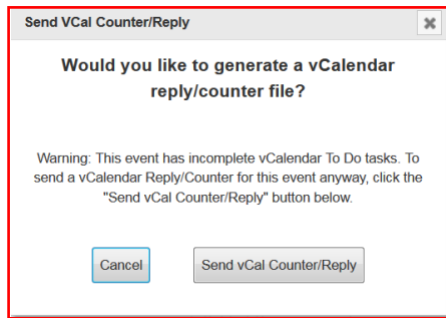 Send VCal Counter/Reply
Would you like to generate a vCalendar
reply/counter file?
Warning: This event has incomplete vCalendar To Do tasks. To
send a vCalendar Reply/Counter for this event anyway, click the
"Send vCal Counter/Reply" button below.
Cancel Send vCal Counter/Reply